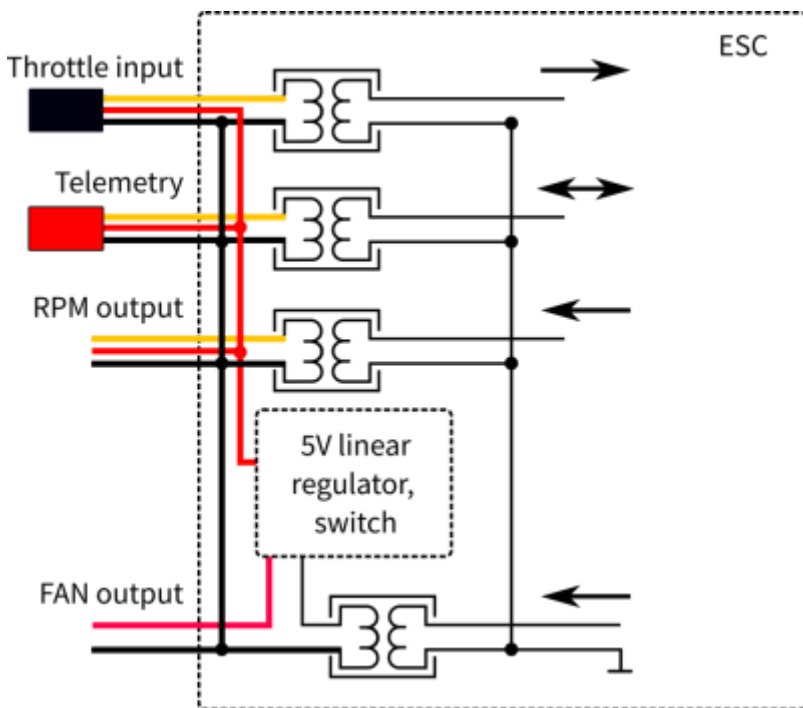 ESC
Throttle input
Telemetry
RPM output
5V linear
regulator,
switch
FAN output